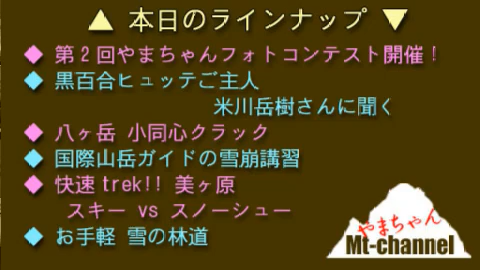 ▲ 本日のラインナップ ▼
◆ 第2回やまちゃんフォトコンテスト開催！
◆ 黒百合ヒュッテご主人
米川岳樹さんに聞く
◆ 八ヶ岳 小同心クラック
◆ 国際山岳ガイドの雪崩講習
◆ 快速trek!! 美ヶ原
スキー vs スノーシュー
◆ お手軽 雪の林道
やまちゃん
Mt-channel